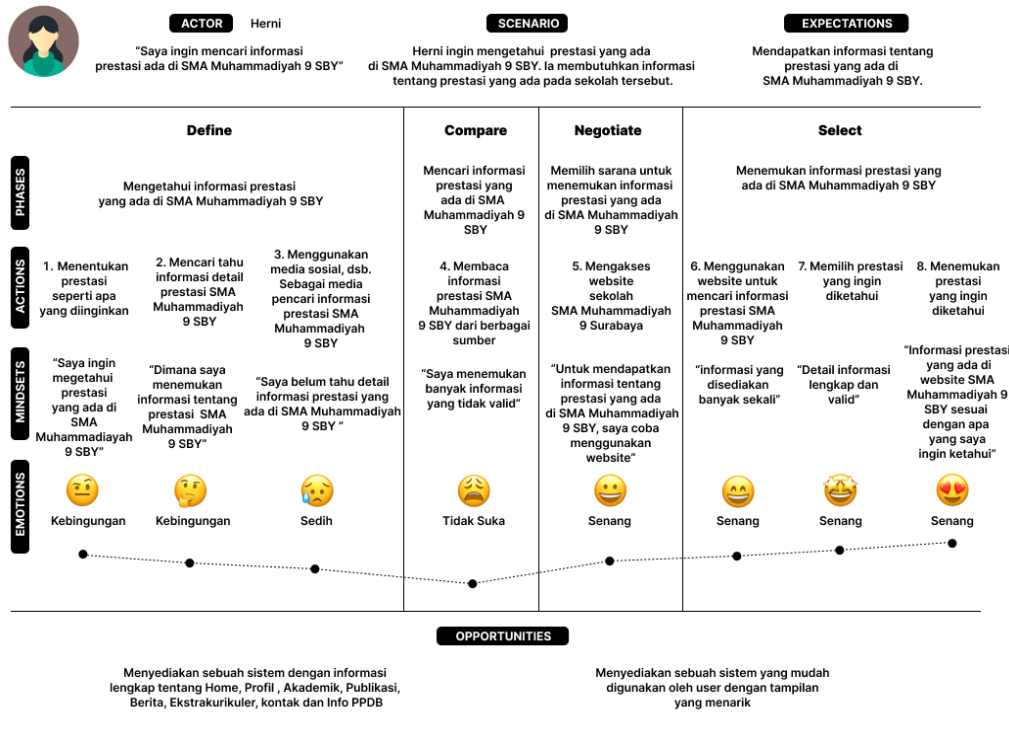 ACTOR Herni
“Saya ingin mencari informasi
prestasi ada di SMA Muhammadiyah 9 SBY”
SCENARIO
Herni ingin mengetahui prestasi yang ada
di SMA Muhammadiyah 9 SBY. Ia membutuhkan informasi
tentang prestasi yang ada pada sekolah tersebut.
EXPECTATIONS
Mendapatkan informasi tentang
prestasi yang ada di
SMA Muhammadiyah 9 SBY.
Define
Compare
Negotiate
Select
PHASES
Mengetahui informasi prestasi
yang ada di SMA Muhammadiyah 9 SBY
Mencari informasi
prestasi yang
ada di SMA
Muhammadiyah 9
SBY
Memilih sarana untuk
menemukan informasi
prestasi yang ada
di SMA Muhammadiyah
9 SBY
Menemukan informasi prestasi yang
ada di SMA Muhammadiyah 9 SBY
ACTIONS
1. Menentukan
prestasi
seperti apa
yang diinginkan
2. Mencari tahu
informasi detail
prestasi SMA
Muhammadiyah
9 SBY
3. Menggunakan
media sosial, dsb.
Sebagai media
pencari informasi
prestasi SMA
Muhammadiyah
9 SBY
4. Membaca
informasi
prestasi SMA
Muhammadiyah
9 SBY dari berbagai
sumber
5. Mengakses
website
sekolah
SMA Muhammadiyah
9 Surabaya
6. Menggunakan
website untuk
mencari informasi
prestasi SMA
Muhammadiyah
9 SBY
7. Memilih prestasi
yang ingin
diketahui
8. Menemukan
prestasi
yang ingin
diketahui
MINDSETS
“Saya ingin
megetahui
prestasi
yang ada di
SMA
Muhammadiayah
9 SBY”
“Dimana saya
menemukan
informasi tentang
prestasi SMA
Muhammadiyah
9 SBY”
“Saya belum tahu detail
informasi prestasi yang
ada di SMA Muhammadiyah
9 SBY ”
“Saya menemukan
banyak informasi
yang tidak valid”
“Untuk mendapatkan
informasi tentang
prestasi yang ada
di SMA Muhammadiyah
9 SBY, saya coba
menggunakan
website”
“informasi yang
disediakan
banyak sekali”
“Detail informasi
lengkap dan
valid”
“Informasi prestasi
yang ada di
website SMA
Muhammadiyah 9
SBY sesuai
dengan apa
yang saya
ingin ketahui”
EMOTIONS
Kebingungan
Kebingungan
Sedih
Tidak Suka
Senang
Senang
Senang
Senang
OPPORTUNITIES
Menyediakan sebuah sistem dengan informasi
lengkap tentang Home, Profil , Akademik, Publikasi,
Berita, Ekstrakurikuler, kontak dan Info PPDB
Menyediakan sebuah sistem yang mudah
digunakan oleh user dengan tampilan
yang menarik